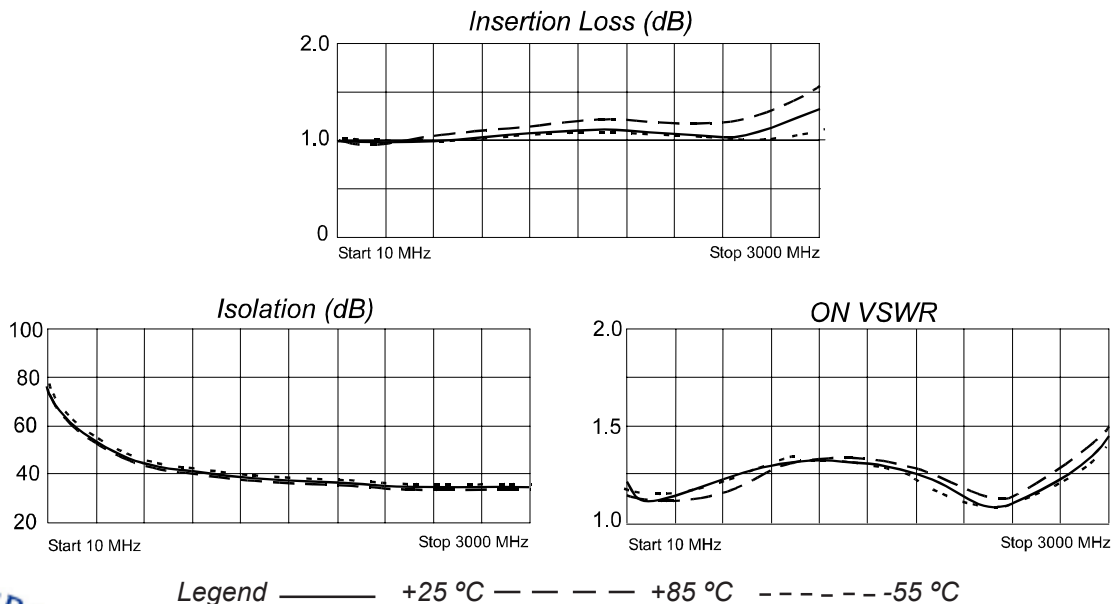 Insertion Loss (dB)
2.0
1.0
0
Start 10 MHz
Stop 3000 MHz
Isolation (dB)
100
80
60
40
20
Start 10 MHz
Stop 3000 MHz
ON VSWR
2.0
1.5
1.0
Start 10 MHz
Stop 3000 MHz
Legend +25 ºC +85 ºC -55 ºC